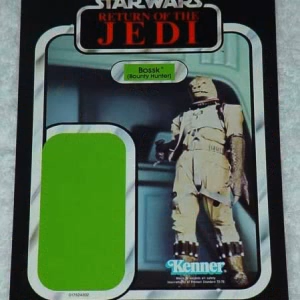 STAR WARS
RETURN OF THE
JEDI
Bossk
(Bounty Hunter)
Kenner